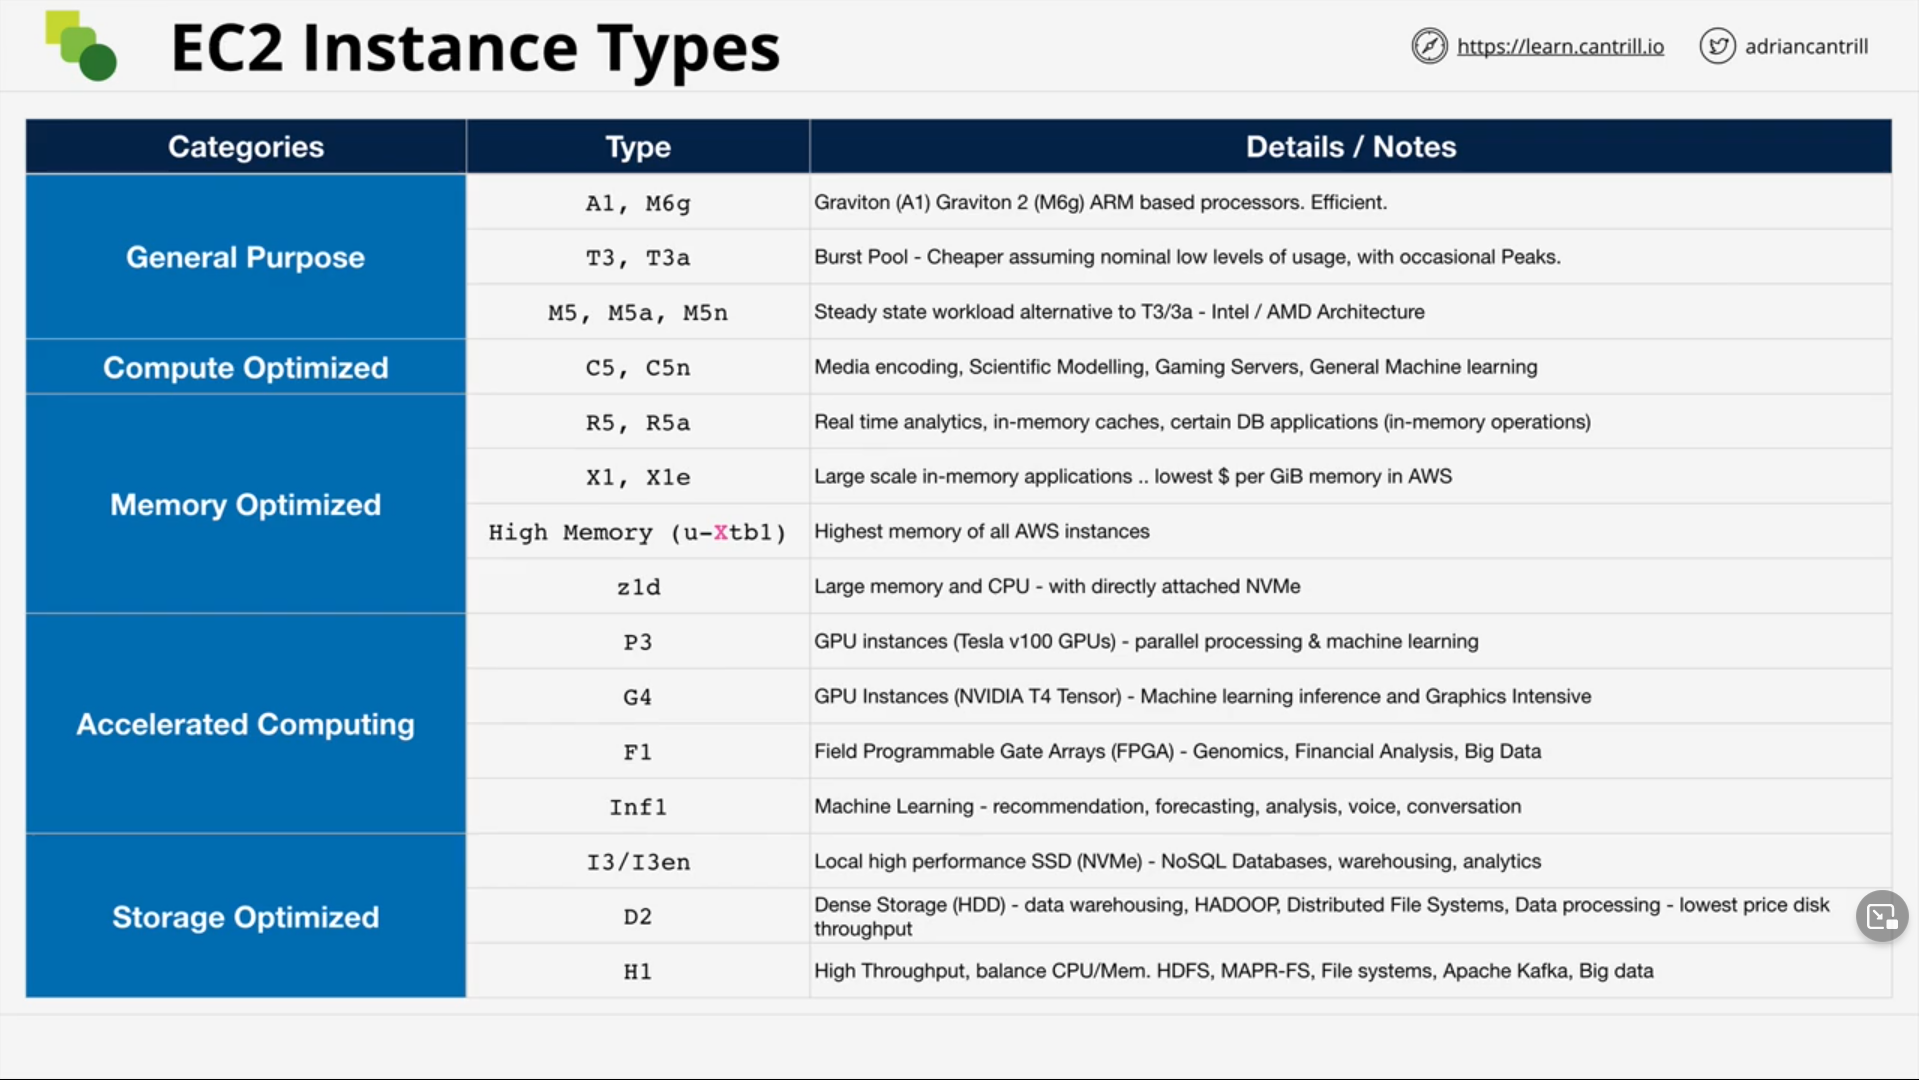 EC2 Instance Types
https://learn.cantrill.io
adriancantrill
Categories
Type
Details / Notes
General Purpose
A1, M6g
Graviton (A1) Graviton 2 (M6g) ARM based processors. Efficient.
T3, T3a
Burst Pool - Cheaper assuming nominal low levels of usage, with occasional Peaks.
M5, M5a, M5n
Steady state workload alternative to T3/3a - Intel / AMD Architecture
Compute Optimized
C5, C5n
Media encoding, Scientific Modelling, Gaming Servers, General Machine learning
Memory Optimized
R5, R5a
Real time analytics, in-memory caches, certain DB applications (in-memory operations)
X1, X1e
Large scale in-memory applications .. lowest $ per GiB memory in AWS
High Memory (u-Xtb1)
Highest memory of all AWS instances
z1d
Large memory and CPU - with directly attached NVMe
Accelerated Computing
P3
GPU instances (Tesla v100 GPUs) - parallel processing & machine learning
G4
GPU Instances (NVIDIA T4 Tensor) - Machine learning inference and Graphics Intensive
F1
Field Programmable Gate Arrays (FPGA) - Genomics, Financial Analysis, Big Data
Inf1
Machine Learning - recommendation, forecasting, analysis, voice, conversation
Storage Optimized
I3/I3en
Local high performance SSD (NVMe) - NoSQL Databases, warehousing, analytics
D2
Dense Storage (HDD) - data warehousing, HADOOP, Distributed File Systems, Data processing - lowest price disk
throughput
H1
High Throughput, balance CPU/Mem. HDFS, MAPR-FS, File systems, Apache Kafka, Big data